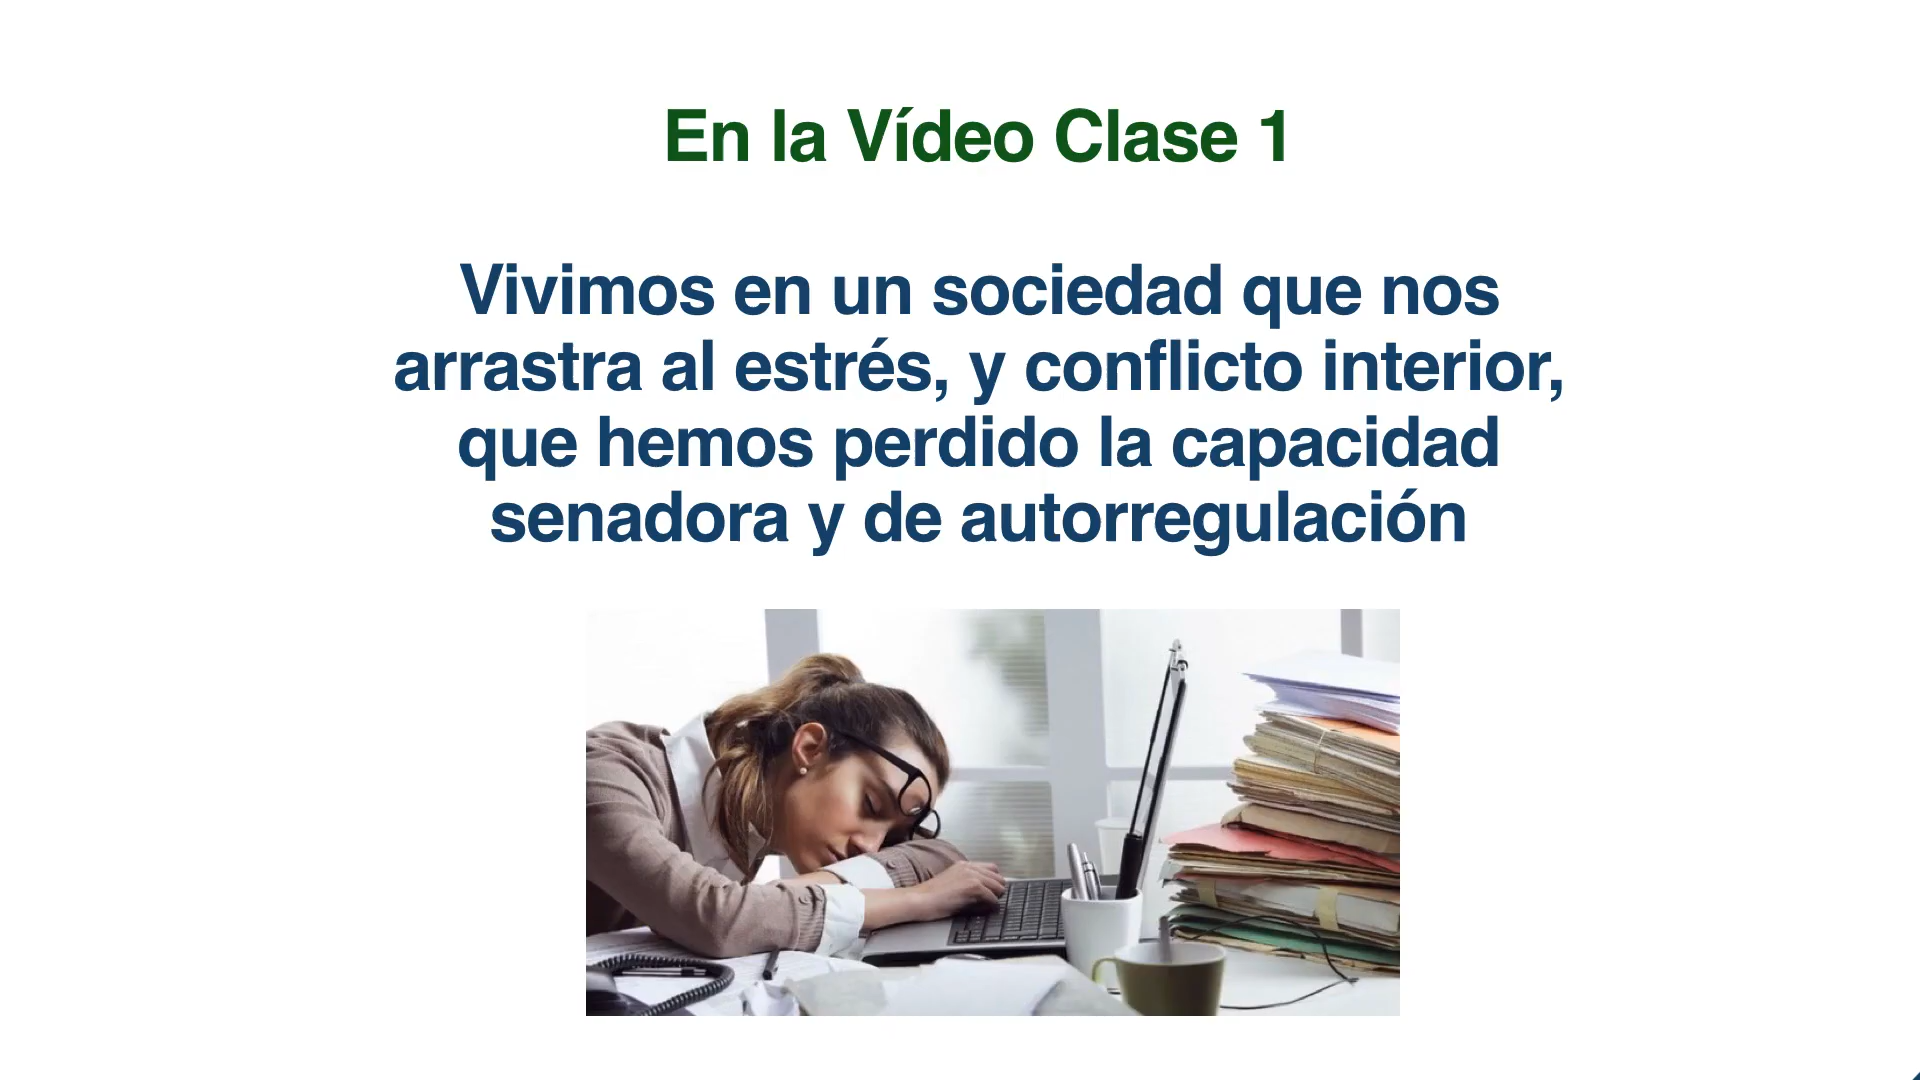 En la Vídeo Clase 1
Vivimos en un sociedad que nos
arrastra al estrés, y conflicto interior,
que hemos perdido la capacidad
senadora y de autorregulación